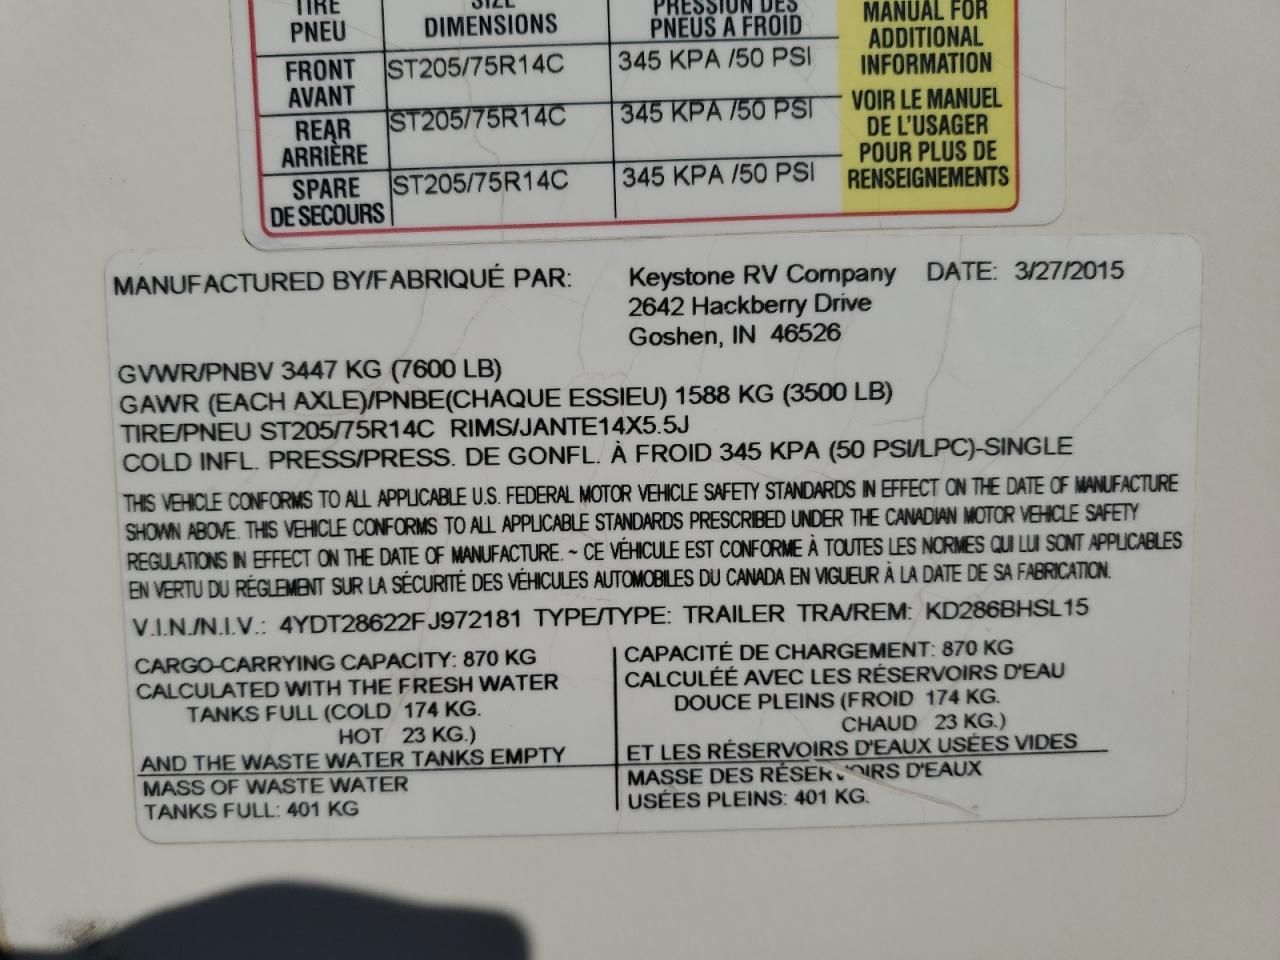 TIRE SIZE PRESSION DES MANUAL FOR
PNEU DIMENSIONS PNEUS A FROID ADDITIONAL
INFORMATION
FRONT ST205/75R14C 345 KPA /50 PSI
AVANT
VOIR LE MANUEL
REAR ST205/75R14C 345 KPA /50 PSI DE L'USAGER
ARRIÈRE POUR PLUS DE
SPARE ST205/75R14C 345 KPA /50 PSI RENSEIGNEMENTS
DE SECOURS
MANUFACTURED BY/FABRIQUÉ PAR: Keystone RV Company DATE: 3/27/2015
2642 Hackberry Drive
Goshen, IN 46526
GVWR/PNBV 3447 KG (7600 LB)
GAWR (EACH AXLE)/PNBE(CHAQUE ESSIEU) 1588 KG (3500 LB)
TIRE/PNEU ST205/75R14C RIMS/JANTE14X5.5J
COLD INFL. PRESS/PRESS. DE GONFL. À FROID 345 KPA (50 PSI/LPC)-SINGLE
THIS VEHICLE CONFORMS TO ALL APPLICABLE U.S. FEDERAL MOTOR VEHICLE SAFETY STANDARDS IN EFFECT ON THE DATE OF MANUFACTURE
SHOWN ABOVE. THIS VEHICLE CONFORMS TO ALL APPLICABLE STANDARDS PRESCRIBED UNDER THE CANADIAN MOTOR VEHICLE SAFETY
REGULATIONS IN EFFECT ON THE DATE OF MANUFACTURE. ~ CE VÉHICULE EST CONFORME À TOUTES LES NORMES QUI LUI SONT APPLICABLES
EN VERTU DU RÉGLEMENT SUR LA SÉCURITÉ DES VÉHICULES AUTOMOBILES DU CANADA EN VIGUEUR À LA DATE DE SA FABRICATION.
V.I.N./N.I.V.: 4YDT28622FJ972181 TYPE/TYPE: TRAILER TRA/REM: KD286BHSL15
CARGO-CARRYING CAPACITY: 870 KG
CALCULATED WITH THE FRESH WATER
TANKS FULL (COLD 174 KG.
HOT 23 KG.)
AND THE WASTE WATER TANKS EMPTY
MASS OF WASTE WATER
TANKS FULL: 401 KG
CAPACITÉ DE CHARGEMENT: 870 KG
CALCULÉÉ AVEC LES RÉSERVOIRS D'EAU
DOUCE PLEINS (FROID 174 KG.
CHAUD 23 KG.)
ET LES RÉSERVOIRS D'EAUX USÉES VIDES
MASSE DES RÉSERVOIRS D'EAUX
USÉES PLEINS: 401 KG.